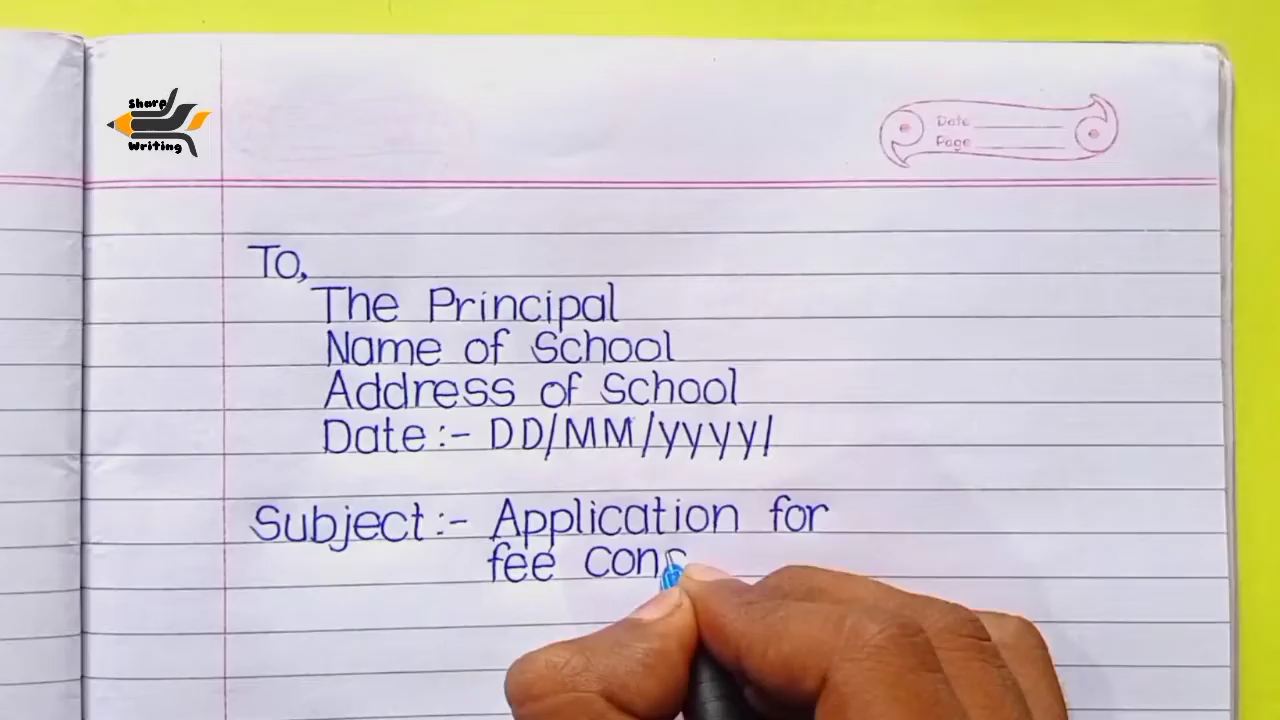 Sharp
Writing
Date
Page
To,
The Principal
Name of School
Address of School
Date :- DD/MM/yyyy/
Subject :- Application for
fee conc